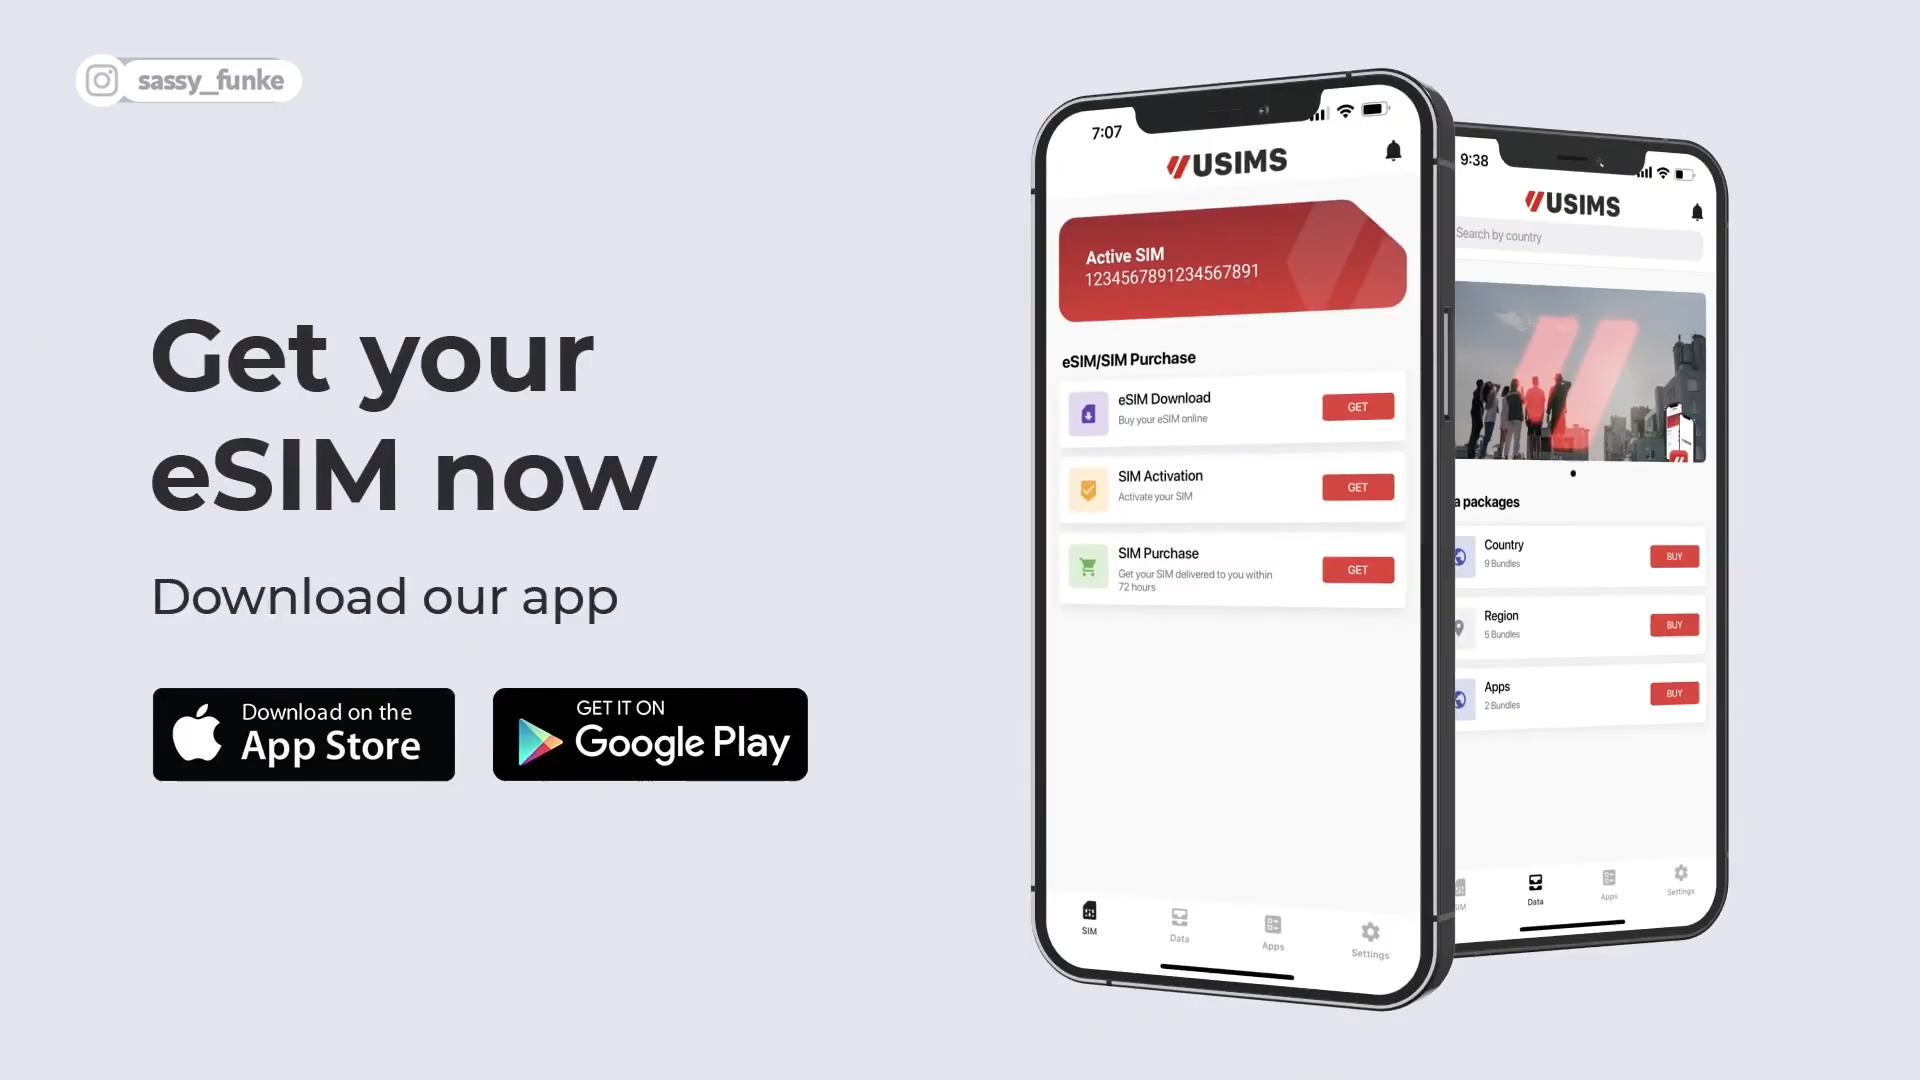 sassy_funke
Get your
eSIM now
Download our app
Download on the
App Store
GET IT ON
Google Play
7:07
USIMS
Active SIM
1234567891234567891
eSIM/SIM Purchase
eSIM Download
Buy your eSIM online
GET
SIM Activation
Activate your SIM
GET
SIM Purchase
Get your SIM delivered to you within
72 hours
GET
SIM
Data
Apps
Settings
9:38
USIMS
Search by country
a packages
Country
9 Bundles
BUY
Region
5 Bundles
BUY
Apps
2 Bundles
BUY
IM
Data
Apps
Settings